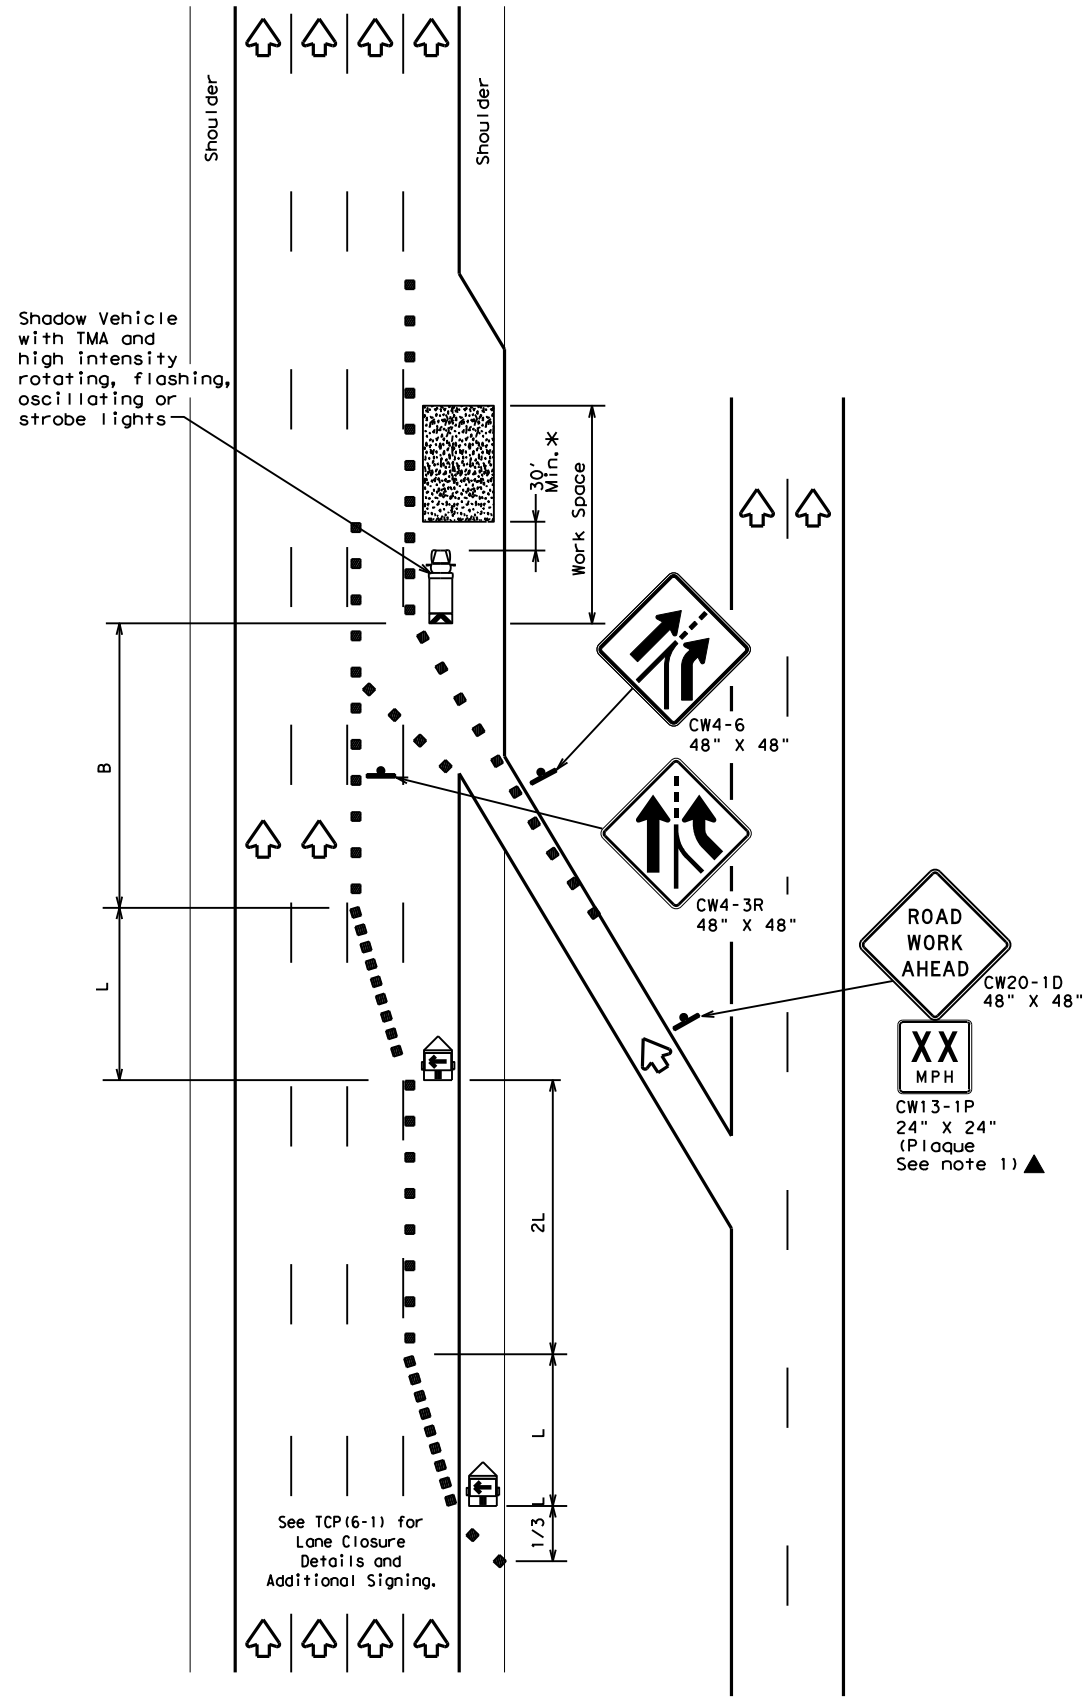 Shoulder
Shoulder
Shadow Vehicle
with TMA and
high intensity
rotating, flashing,
oscillating or
strobe lights
30'
Min.*
Work Space
CW4-6
48" X 48"
B
CW4-3R
48" X 48"
ROAD
WORK
AHEAD
CW20-1D
48" X 48"
L
XX
MPH
CW13-1P
24" X 24"
(Plaque
See note 1)▲
2L
L
1/3 L
See TCP(6-1) for
Lane Closure
Details and
Additional Signing.